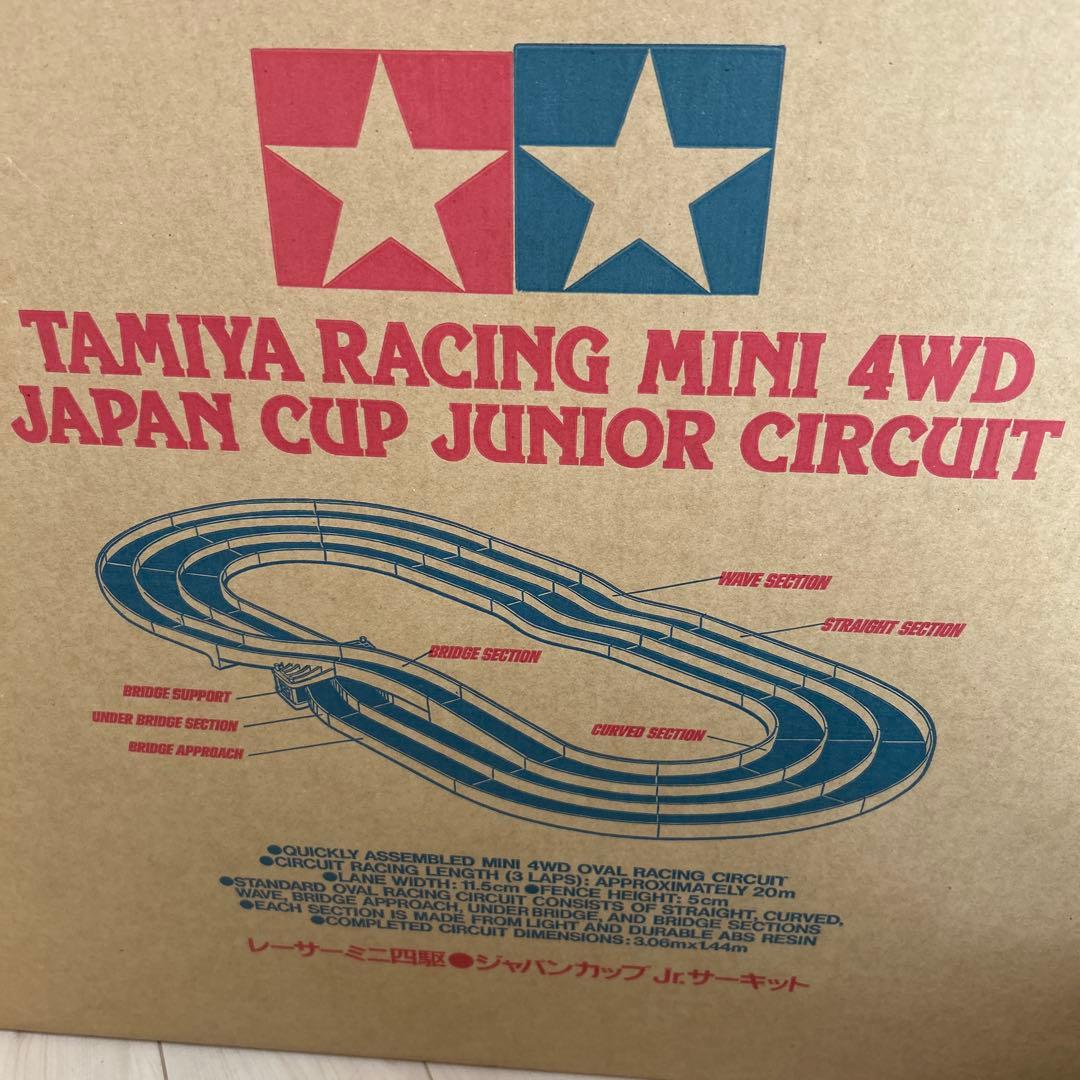 TAMIYA RACING MINI 4WD
JAPAN CUP JUNIOR CIRCUIT
WAVE SECTION
STRAIGHT SECTION
BRIDGE SECTION
BRIDGE SUPPORT
UNDER BRIDGE SECTION
CURVED SECTION
BRIDGE APPROACH
●QUICKLY ASSEMBLED MINI 4WD OVAL RACING CIRCUIT
●CIRCUIT RACING LENGTH (3 LAPS): APPROXIMATELY 20m
●LANE WIDTH: 11.5cm ●FENCE HEIGHT: 5cm
●STANDARD OVAL RACING CIRCUIT CONSISTS OF STRAIGHT, CURVED,
WAVE, BRIDGE APPROACH, UNDER BRIDGE, AND BRIDGE SECTIONS
●EACH SECTION IS MADE FROM LIGHT AND DURABLE ABS RESIN
●COMPLETED CIRCUIT DIMENSIONS: 3.06m×1.44m
レーサーミニ四駆●ジャパンカップ Jr.サーキット